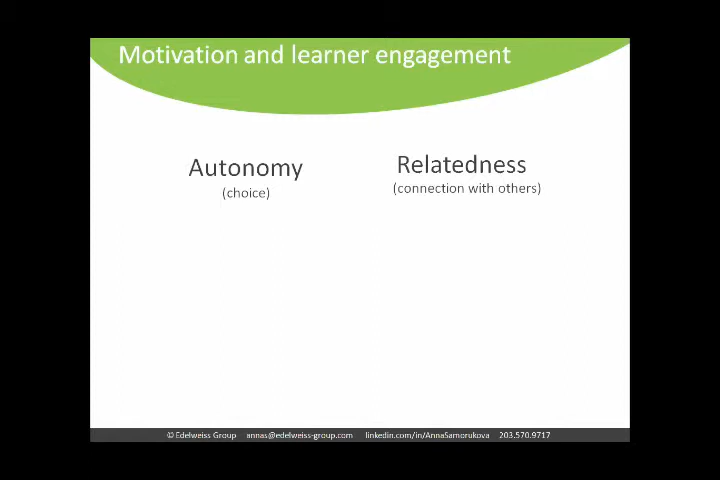 Motivation and learner engagement
Autonomy
(choice)
Relatedness
(connection with others)
© Edelweiss Group annas@edelweiss-group.com linkedin.com/in/AnnaSamorukova 203.570.9717